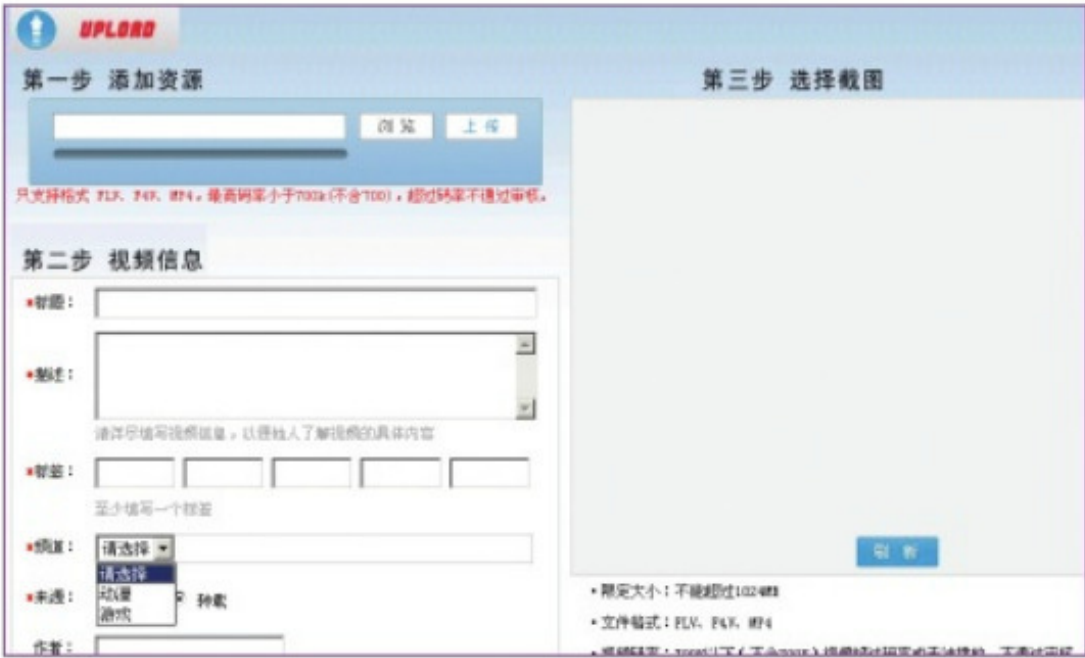 UPLOAD
第一步 添加资源
浏览
上传
只支持格式 FLV、F4V、MP4，最高码率小于700k(不含700)，超过码率不通过审核。
第二步 视频信息
*标题：
*描述：
请详尽填写视频信息，以便他人了解视频的具体内容
*标签：
至少填写一个标签
*频道：
请选择
请选择
动漫
游戏
*来源：
转载
作者：
第三步 选择截图
刷新
·限定大小：不能超过1024MB
·文件格式：FLV、F4V、MP4